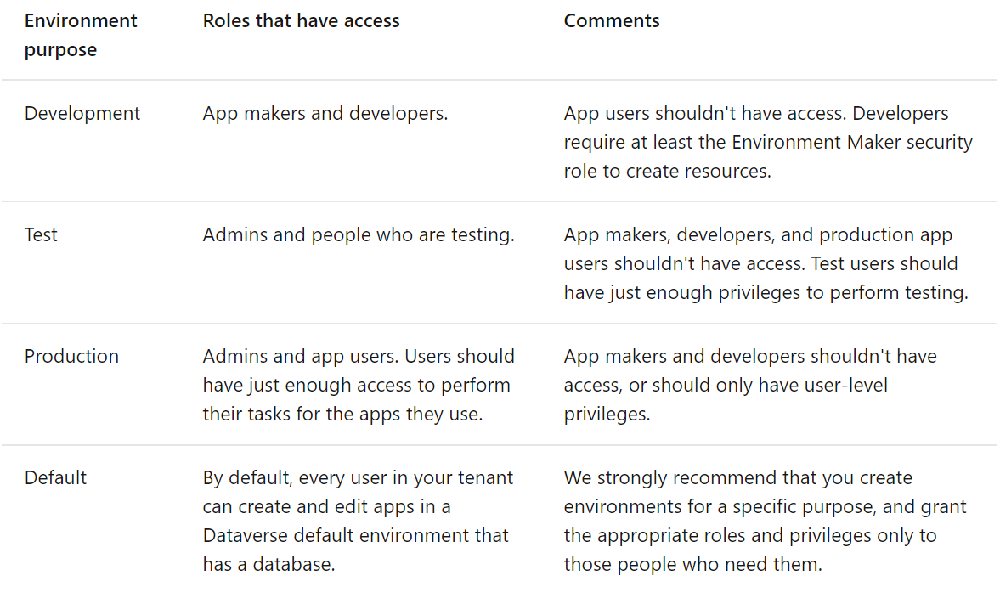 Environment purpose
Roles that have access
Comments
Development
App makers and developers.
App users shouldn't have access. Developers
require at least the Environment Maker security
role to create resources.
Test
Admins and people who are testing.
App makers, developers, and production app
users shouldn't have access. Test users should
have just enough privileges to perform testing.
Production
Admins and app users. Users should
have just enough access to perform
their tasks for the apps they use.
App makers and developers shouldn't have
access, or should only have user-level
privileges.
Default
By default, every user in your tenant
can create and edit apps in a
Dataverse default environment that
has a database.
We strongly recommend that you create
environments for a specific purpose, and grant
the appropriate roles and privileges only to
those people who need them.